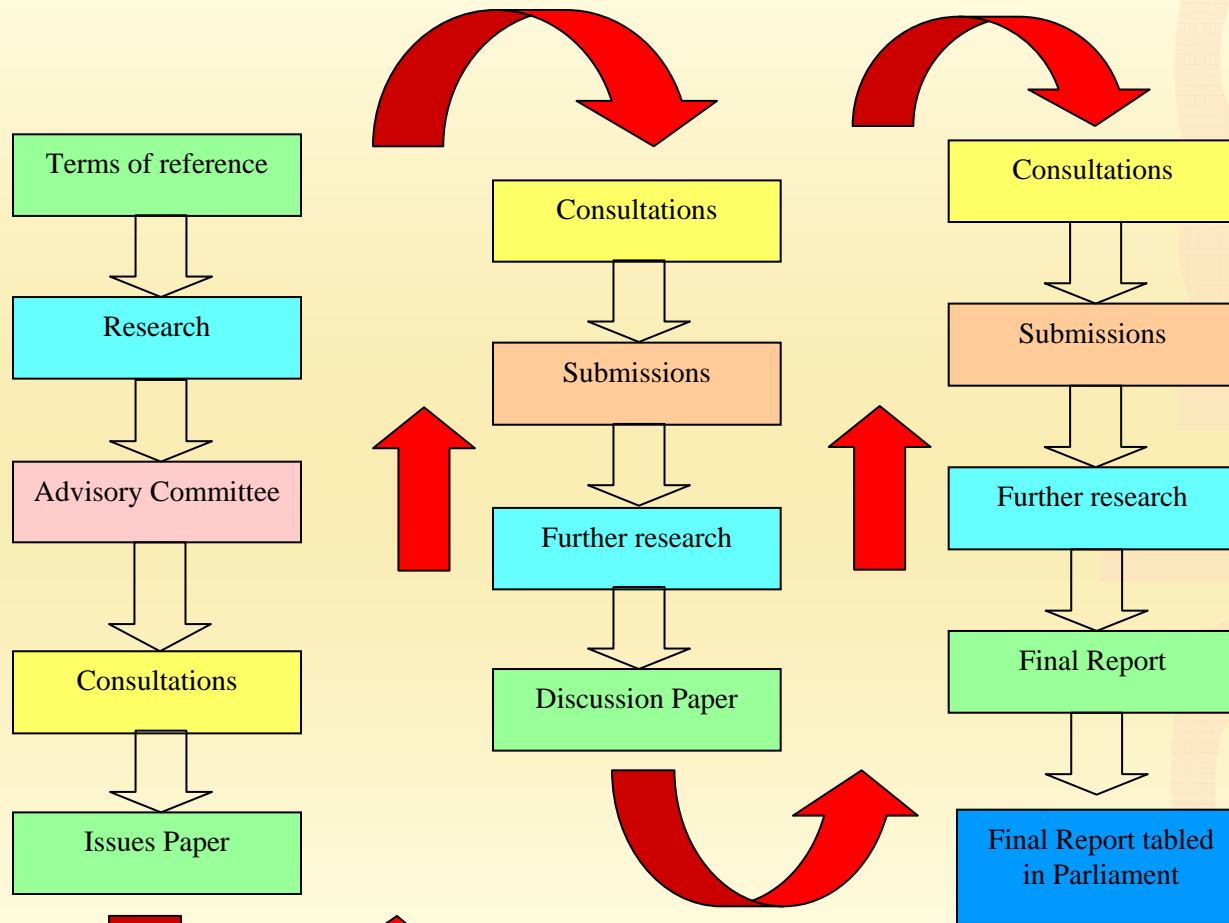 Terms of reference
Research
Advisory Committee
Consultations
Issues Paper
Consultations
Submissions
Further research
Discussion Paper
Consultations
Submissions
Further research
Final Report
Final Report tabled
in Parliament